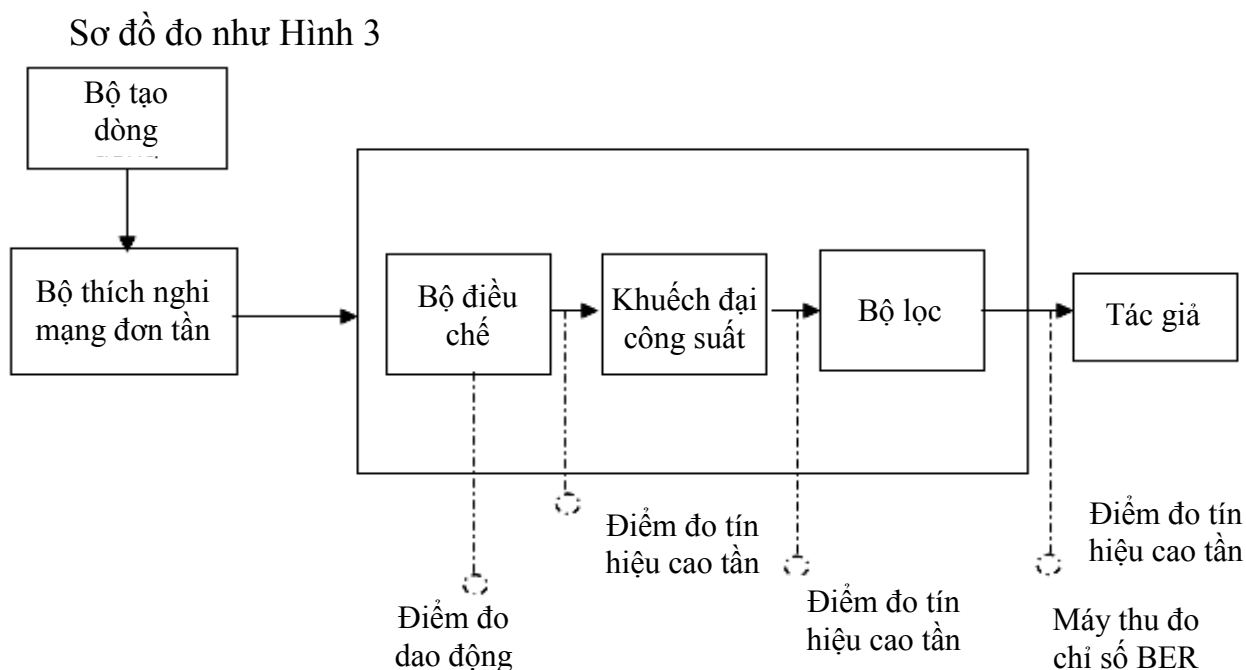 Sơ đồ đo như Hình 3
Bộ tạo
dòng
Bộ thích nghi
mạng đơn tần
Bộ điều
chế
Khuếch đại
công suất
Bộ lọc
Tác giả
Điểm đo tín
hiệu cao tần
Điểm đo tín
hiệu cao tần
Điểm đo
dao động
Điểm đo tín
hiệu cao tần
Máy thu đo
chỉ số BER